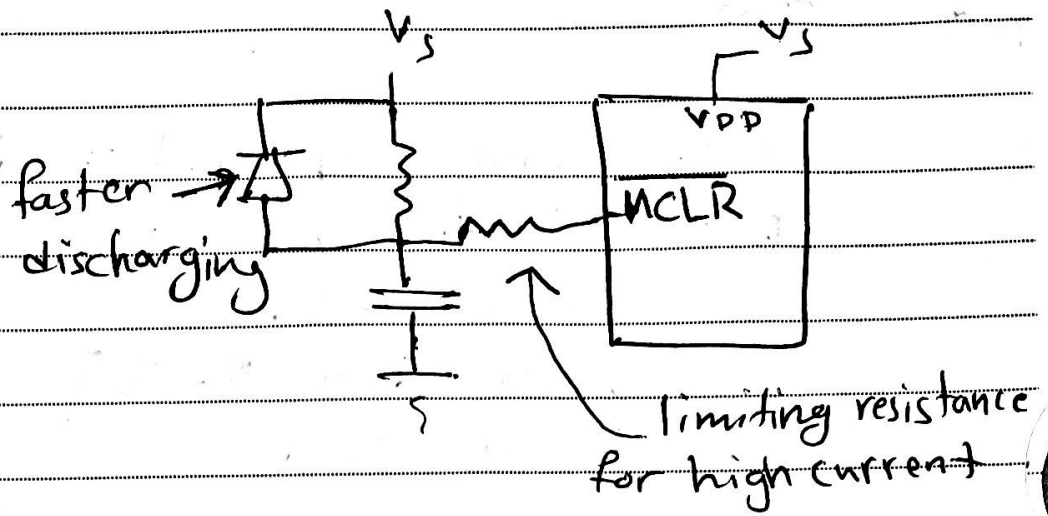 Vs
Vs
VDD
MCLR
faster
discharging
limiting resistance
for high current